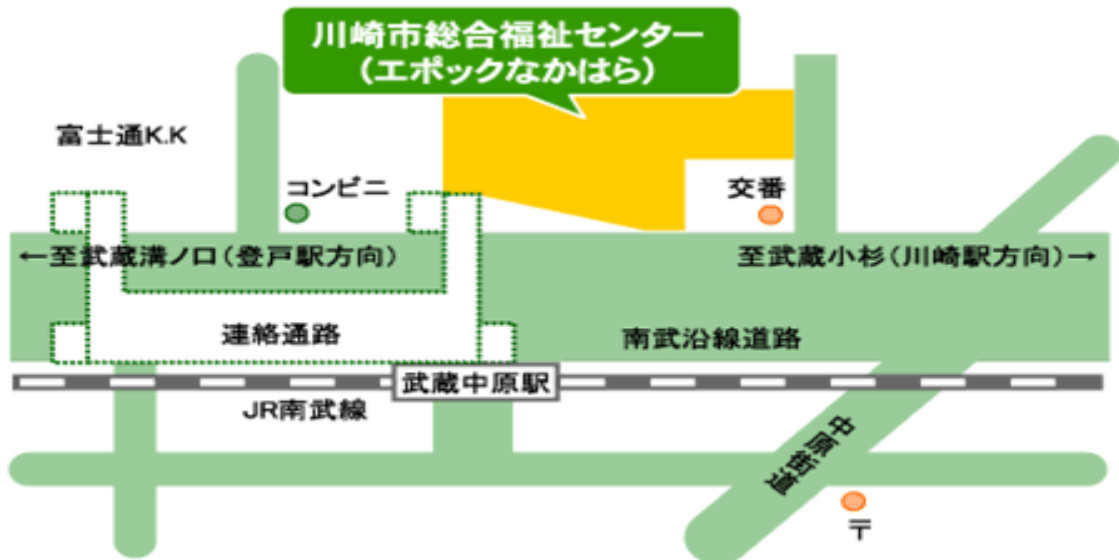 川崎市総合福祉センター
(エポックなかはら)
富士通K.K
コンビニ
交番
←至武蔵溝ノ口(登戸駅方向)
至武蔵小杉(川崎駅方向)→
連絡通路
南武沿線道路
武蔵中原駅
JR南武線
中原街道
〒